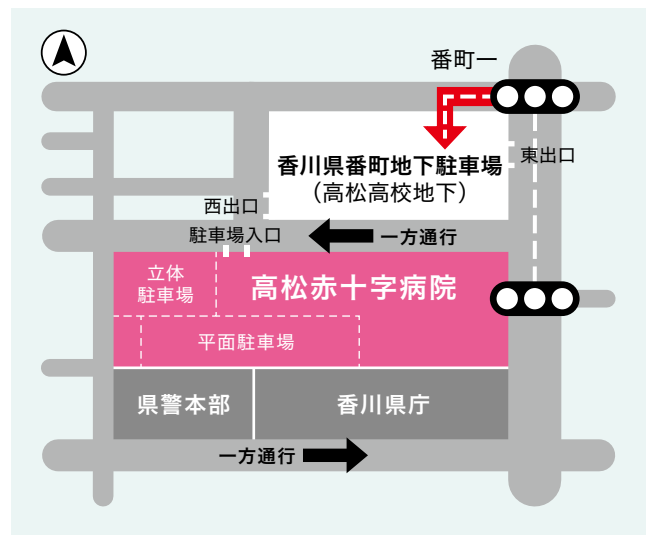 番町一
香川県番町地下駐車場
（高松高校地下）
東出口
西出口
駐車場入口
一方通行
立体
駐車場
高松赤十字病院
平面駐車場
県警本部
香川県庁
一方通行